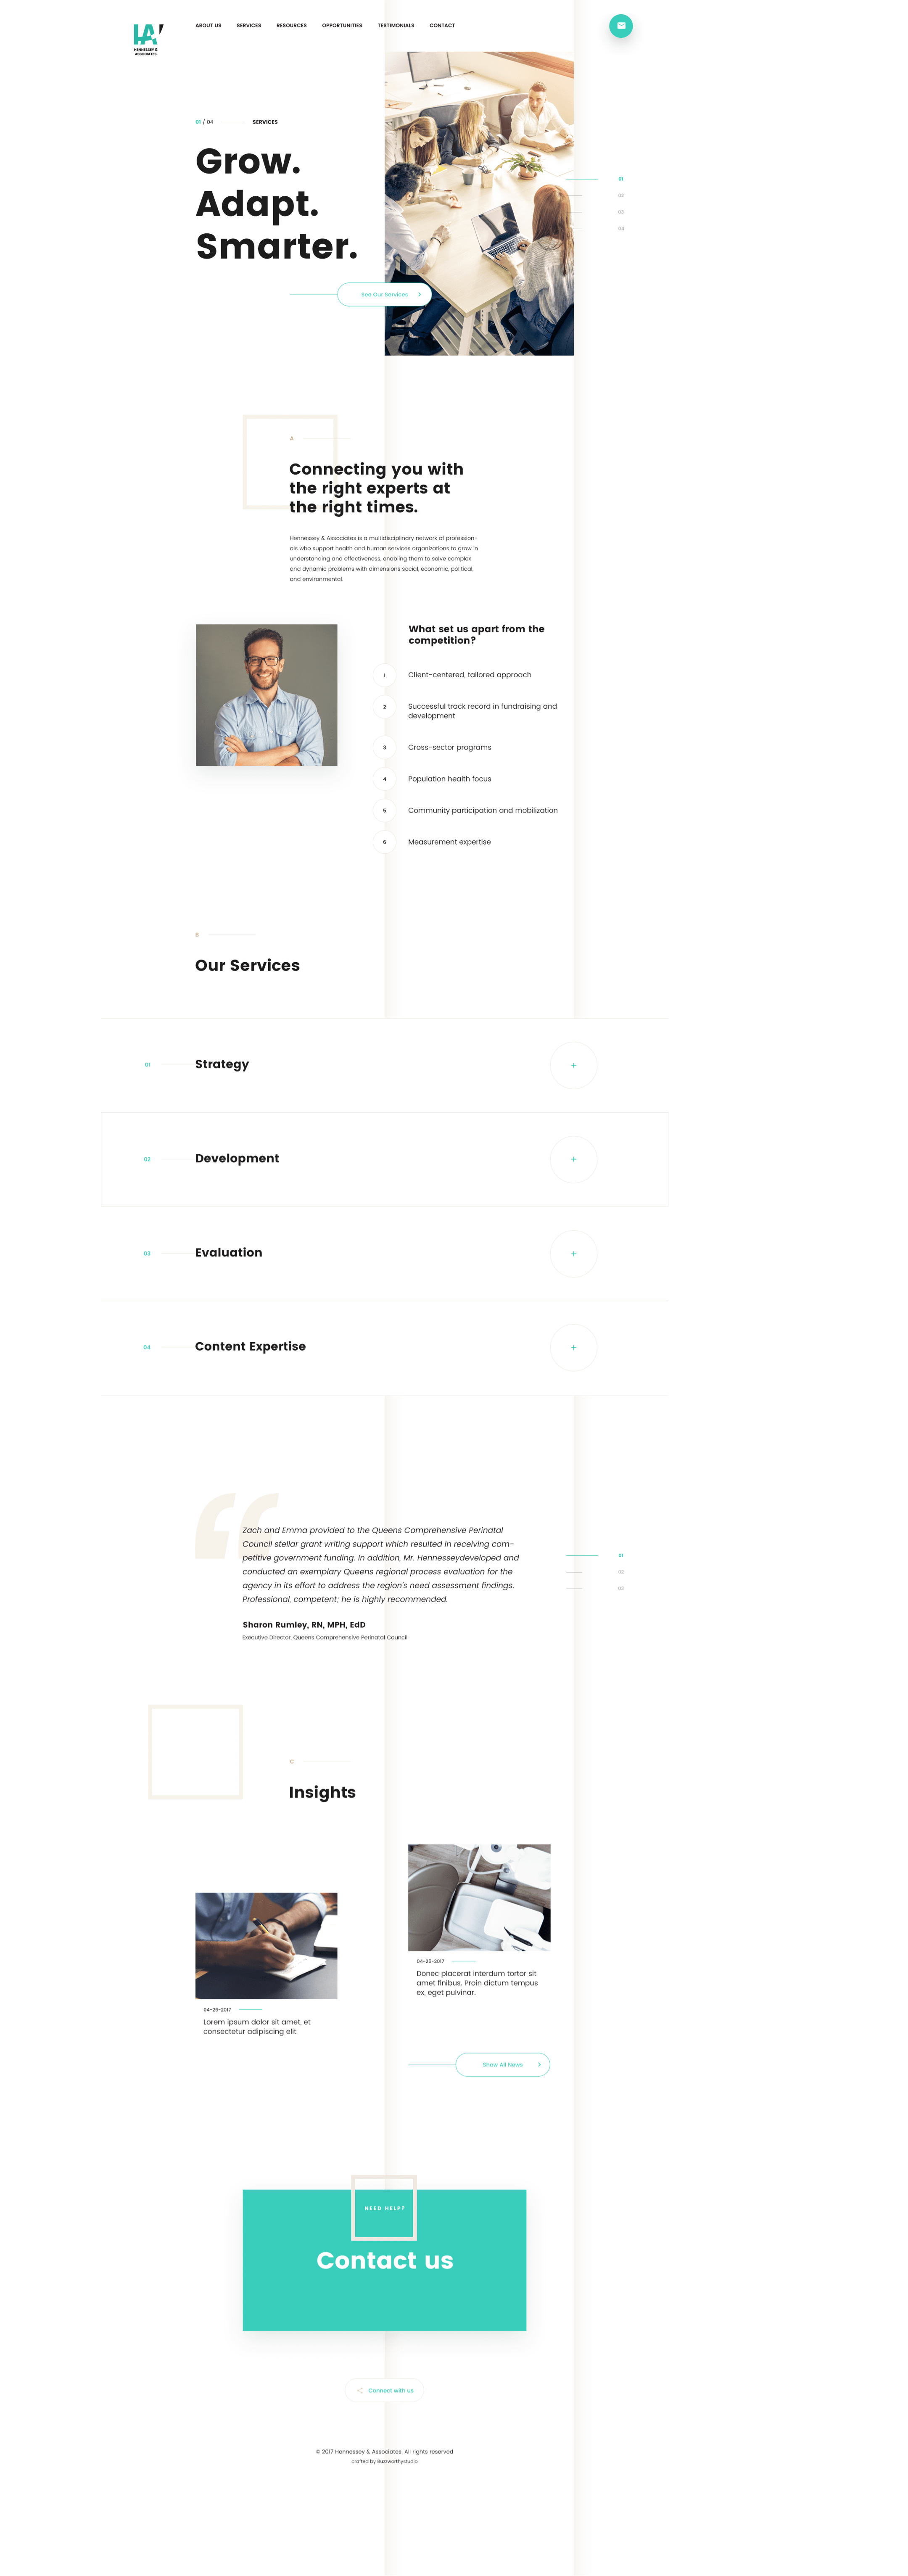 HENNESSEY &
ASSOCIATES
ABOUT US SERVICES RESOURCES OPPORTUNITIES TESTIMONIALS CONTACT
01 / 04 SERVICES
Grow.
Adapt.
Smarter.
See Our Services
01
02
03
04
A
Connecting you with
the right experts at
the right times.
Hennessey & Associates is a multidisciplinary network of profession-
als who support health and human services organizations to grow in
understanding and effectiveness, enabling them to solve complex
and dynamic problems with dimensions social, economic, political,
and environmental.
What set us apart from the
competition?
1 Client-centered, tailored approach
2 Successful track record in fundraising and
development
3 Cross-sector programs
4 Population health focus
5 Community participation and mobilization
6 Measurement expertise
B
Our Services
01 Strategy +
02 Development +
03 Evaluation +
04 Content Expertise +
“
Zach and Emma provided to the Queens Comprehensive Perinatal
Council stellar grant writing support which resulted in receiving com-
petitive government funding. In addition, Mr. Hennesseydeveloped and
conducted an exemplary Queens regional process evaluation for the
agency in its effort to address the region's need assessment findings.
Professional, competent; he is highly recommended.
Sharon Rumley, RN, MPH, EdD
Executive Director, Queens Comprehensive Perinatal Council
01
02
03
C
Insights
04-26-2017
Lorem ipsum dolor sit amet, et
consectetur adipiscing elit
04-26-2017
Donec placerat interdum tortor sit
amet finibus. Proin dictum tempus
ex, eget pulvinar.
Show All News
NEED HELP?
Contact us
Connect with us
© 2017 Hennessey & Associates. All rights reserved
crafted by Buzzworthystudio